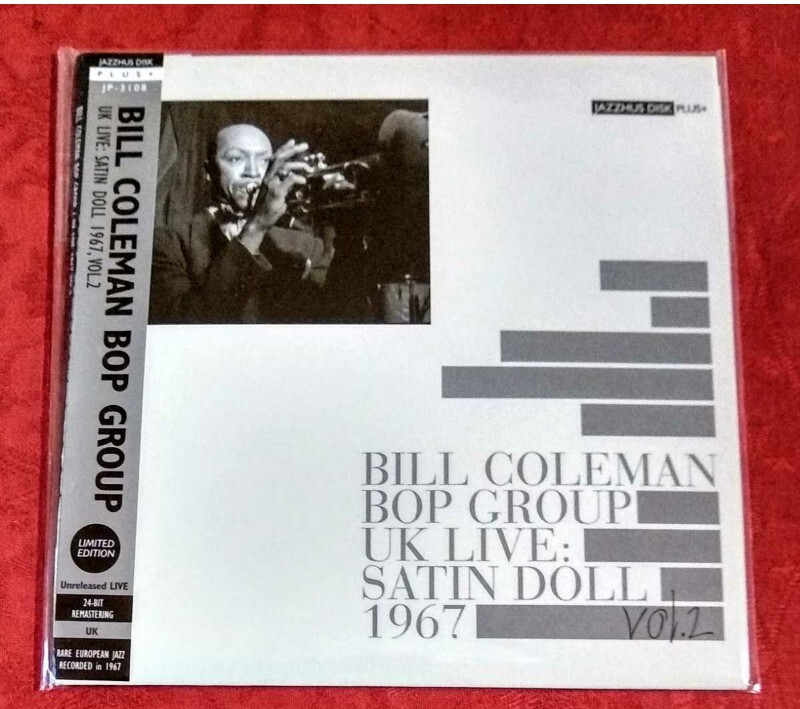 JAZZHUS DISK
PLUS+
JP-3108
BILL COLEMAN BOP GROUP
UK LIVE: SATIN DOLL 1967, VOL.2
LIMITED
EDITION
Unreleased LIVE
24-BIT
REMASTERING
UK
RARE EUROPEAN JAZZ
RECORDED in 1967
JAZZHUS DISK PLUS+
BILL COLEMAN
BOP GROUP
UK LIVE:
SATIN DOLL
1967
VOl.2